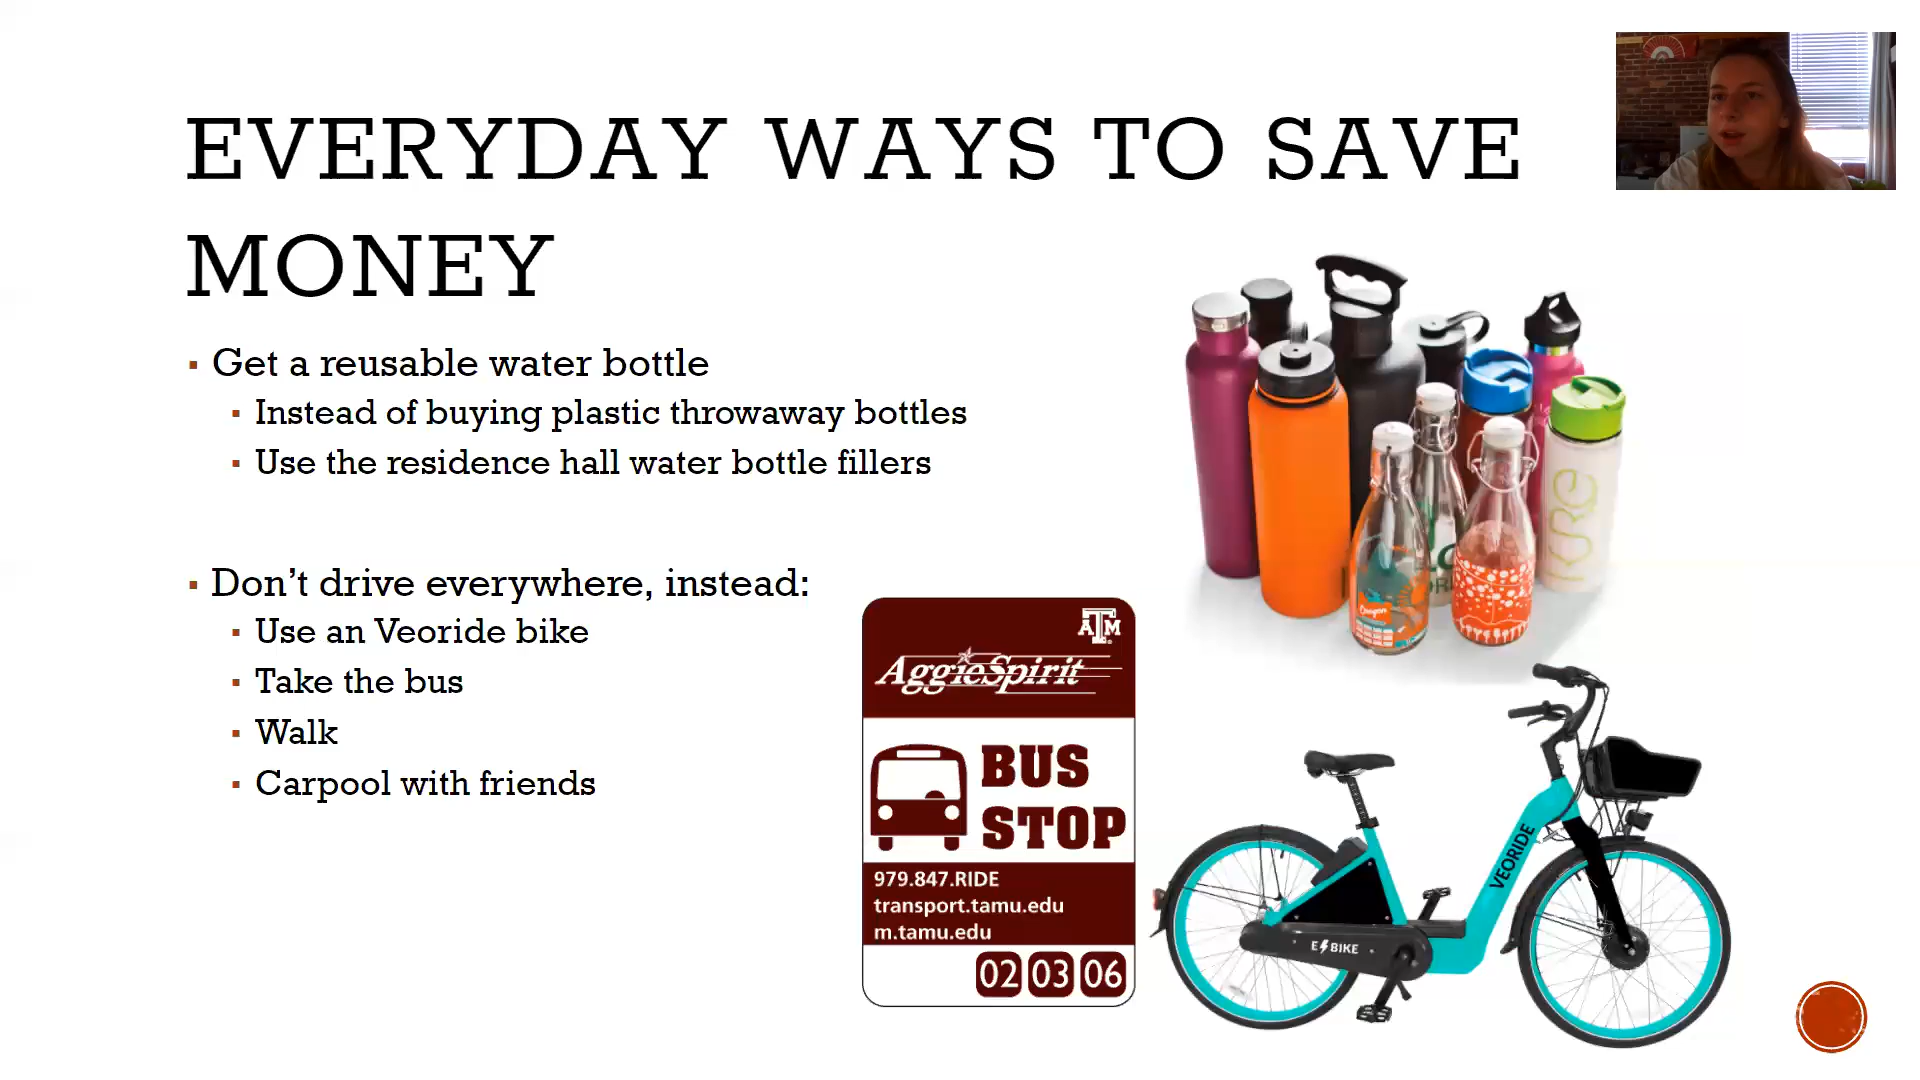 EVERYDAY WAYS TO SAVE
MONEY
Get a reusable water bottle
Instead of buying plastic throwaway bottles
Use the residence hall water bottle fillers
Don't drive everywhere, instead:
Use an Veoride bike
Take the bus
Walk
Carpool with friends
ATM
AggieSpirit
BUS
STOP
979.847.RIDE
transport.tamu.edu
m.tamu.edu
02 03 06
Oregon
VEORIDE
E BIKE